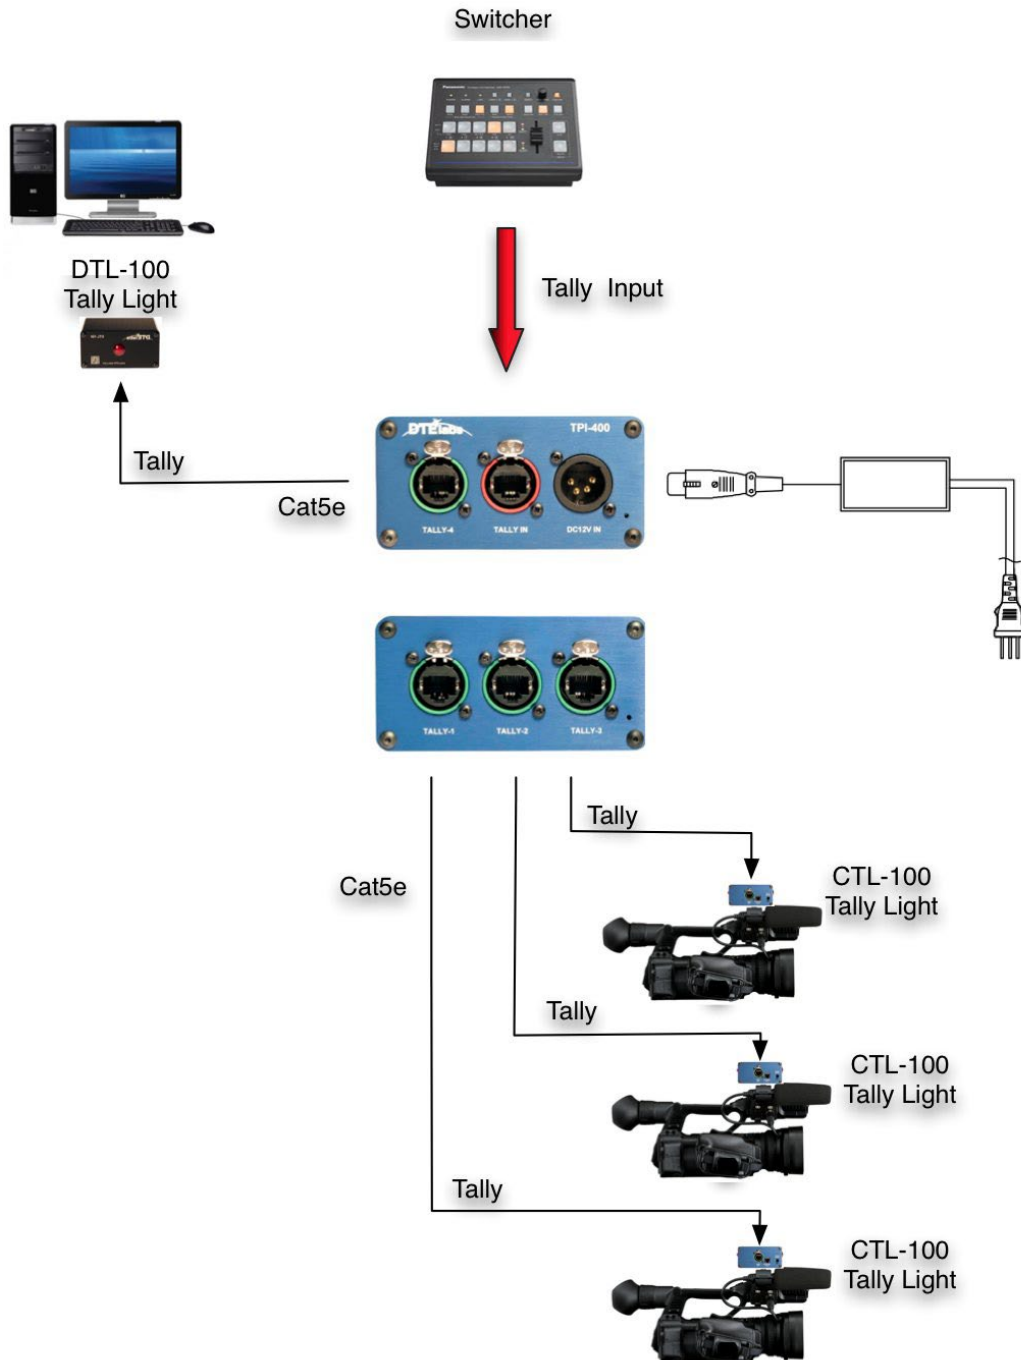 Switcher
DTL-100
Tally Light
Tally Input
DTE labs
TPI-400
Tally
Cat5e
TALLY-4
TALLY IN
DC12V IN
TALLY-1
TALLY-2
TALLY-3
Tally
Cat5e
CTL-100
Tally Light
Tally
CTL-100
Tally Light
Tally
CTL-100
Tally Light